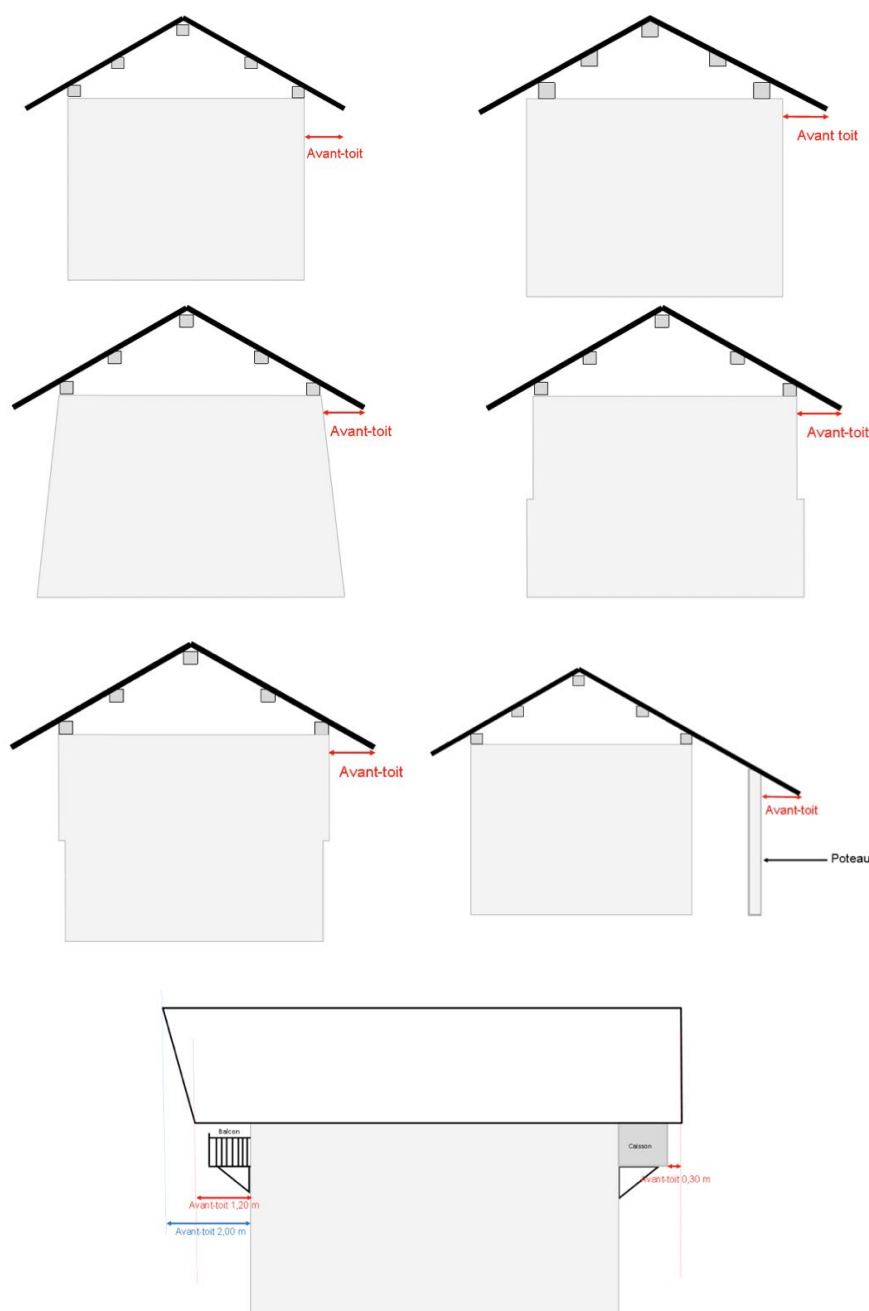 Avant-toit
Avant toit
Avant-toit
Avant-toit
Avant-toit
Avant-toit
Poteau
Balcon
Caisson
Avant-toit 0,30 m
Avant-toit 1,20 m
Avant-toit 2,00 m